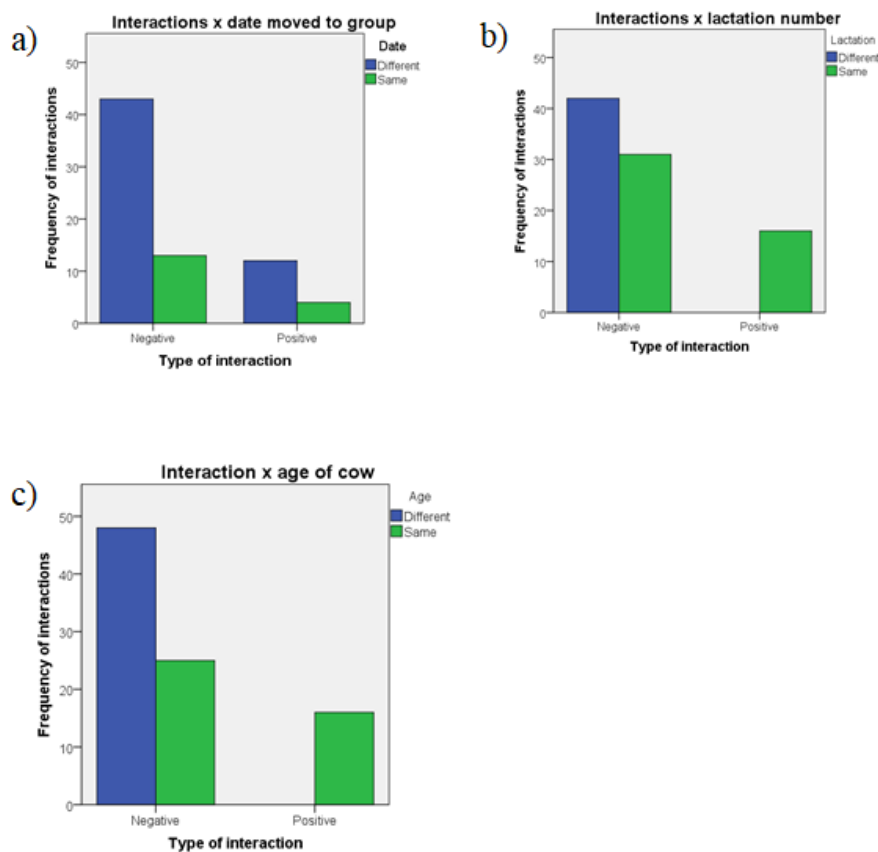 a)
Interactions x date moved to group
Date
Different
Same
Frequency of interactions
50
40
30
20
10
0
Negative
Positive
Type of interaction
b)
Interactions x lactation number
Lactation
Different
Same
Frequency of interactions
50
40
30
20
10
0
Negative
Positive
Type of interaction
c)
Interaction x age of cow
Age
Different
Same
Frequency of interactions
50
40
30
20
10
0
Negative
Positive
Type of interaction